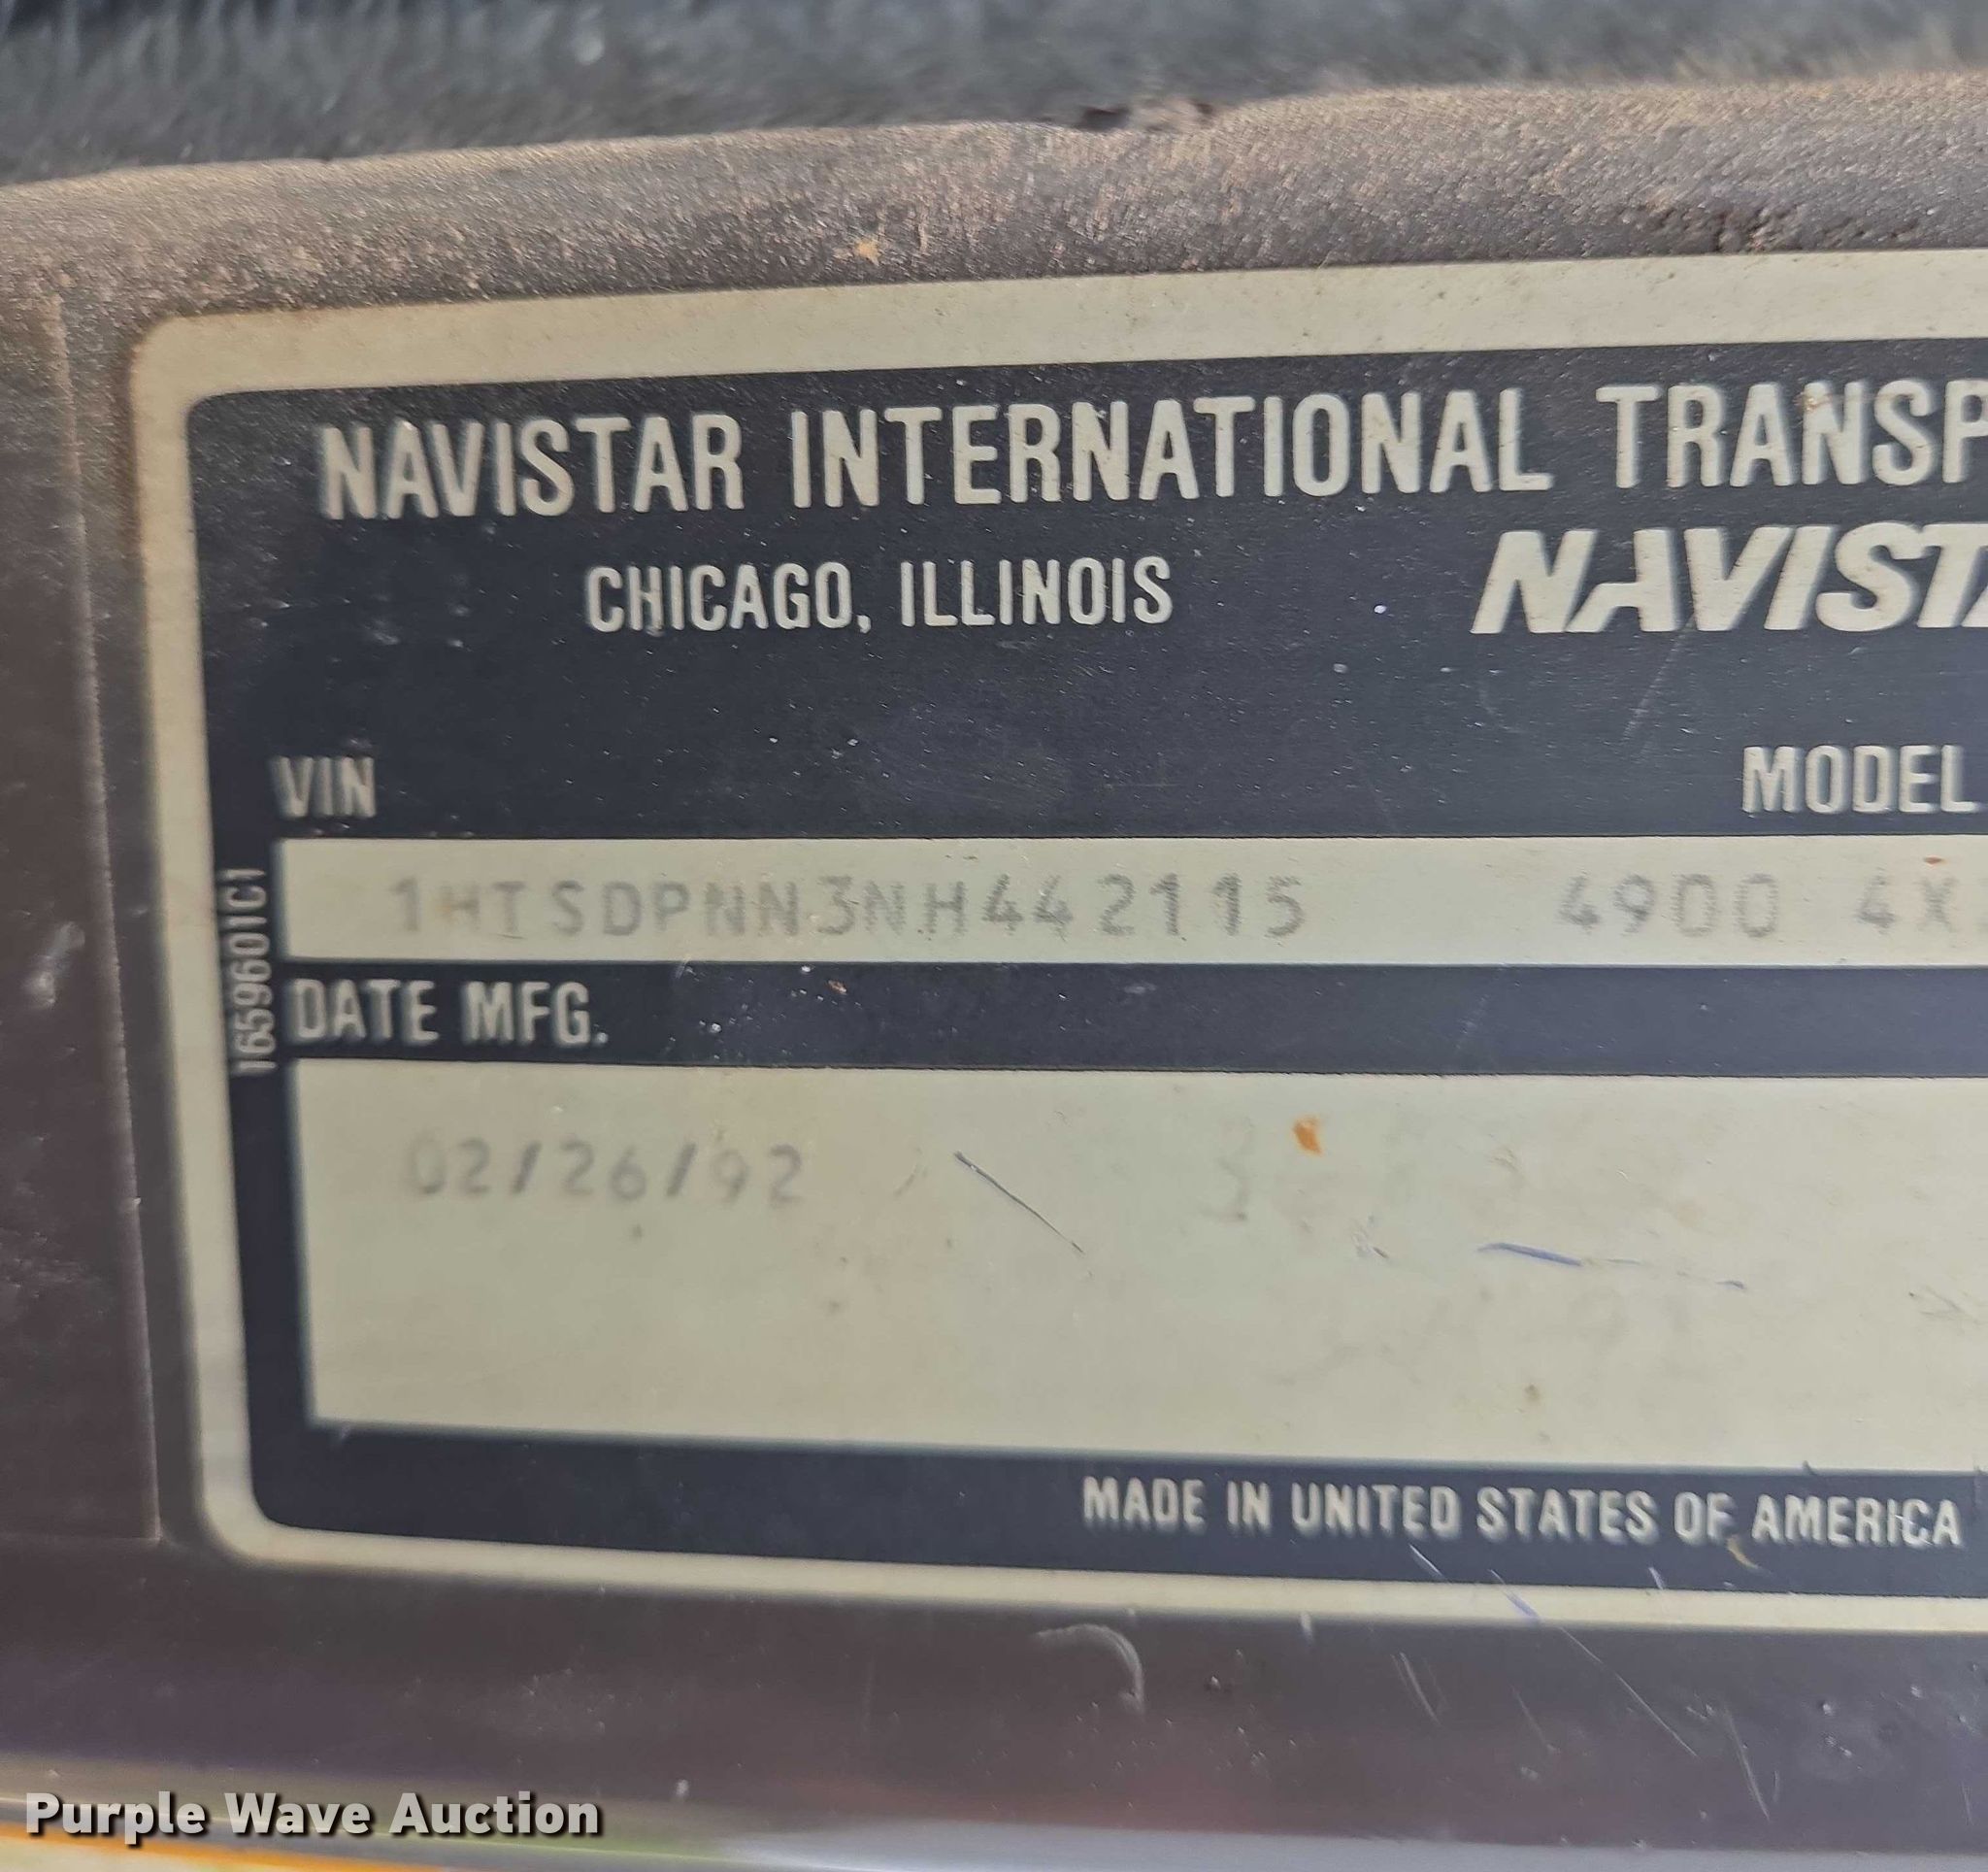 NAVISTAR INTERNATIONAL TRANSP
CHICAGO, ILLINOIS
NAVISTA
VIN
MODEL
1HTSDPNN3NH442115
4900 4X
1659601C1
DATE MFG.
02/26/92
MADE IN UNITED STATES OF AMERICA
Purple Wave Auction